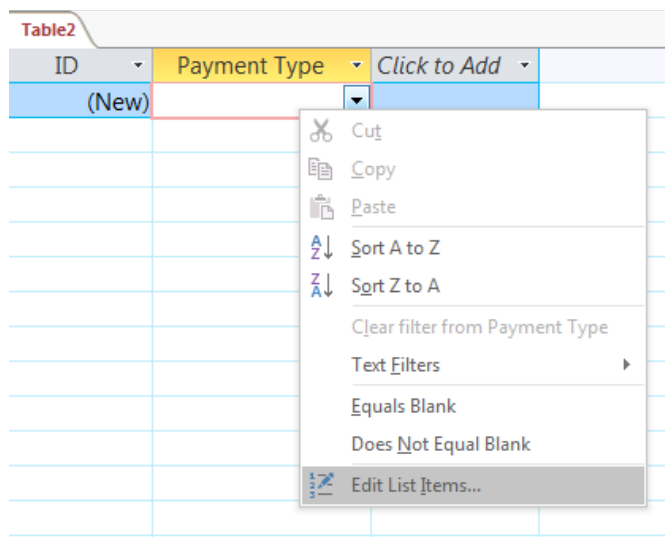 Table2
ID Payment Type Click to Add
(New)
Cut
Copy
Paste
Sort A to Z
Sort Z to A
Clear filter from Payment Type
Text Filters
Equals Blank
Does Not Equal Blank
Edit List Items...